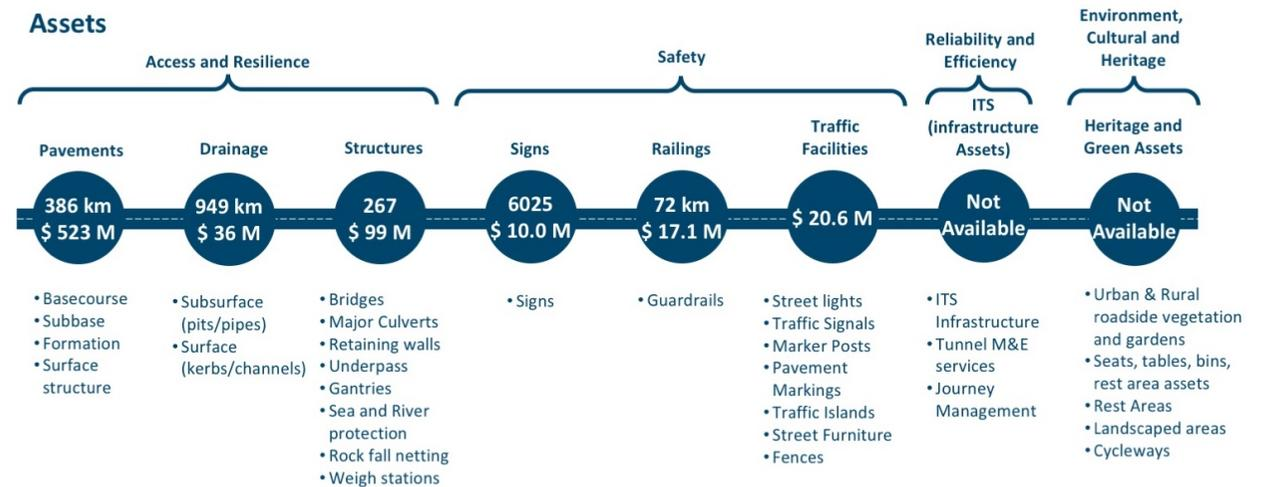 Assets
Access and Resilience
Safety
Reliability and
Efficiency
Environment,
Cultural and
Heritage
Pavements
Drainage
Structures
Signs
Railings
Traffic
Facilities
ITS
(infrastructure
Assets)
Heritage and
Green Assets
386 km
$ 523 M
949 km
$ 36 M
267
$ 99 M
6025
$ 10.0 M
72 km
$ 17.1 M
$ 20.6 M
Not
Available
Not
Available
• Basecourse
• Subbase
• Formation
• Surface
structure
• Subsurface
(pits/pipes)
• Surface
(kerbs/channels)
• Bridges
• Major Culverts
• Retaining walls
• Underpass
• Gantries
• Sea and River
protection
• Rock fall netting
• Weigh stations
• Signs
• Guardrails
• Street lights
• Traffic Signals
• Marker Posts
• Pavement
Markings
• Traffic Islands
• Street Furniture
• Fences
• ITS
Infrastructure
• Tunnel M&E
services
• Journey
Management
• Urban & Rural
roadside vegetation
and gardens
• Seats, tables, bins,
rest area assets
• Rest Areas
• Landscaped areas
• Cycleways